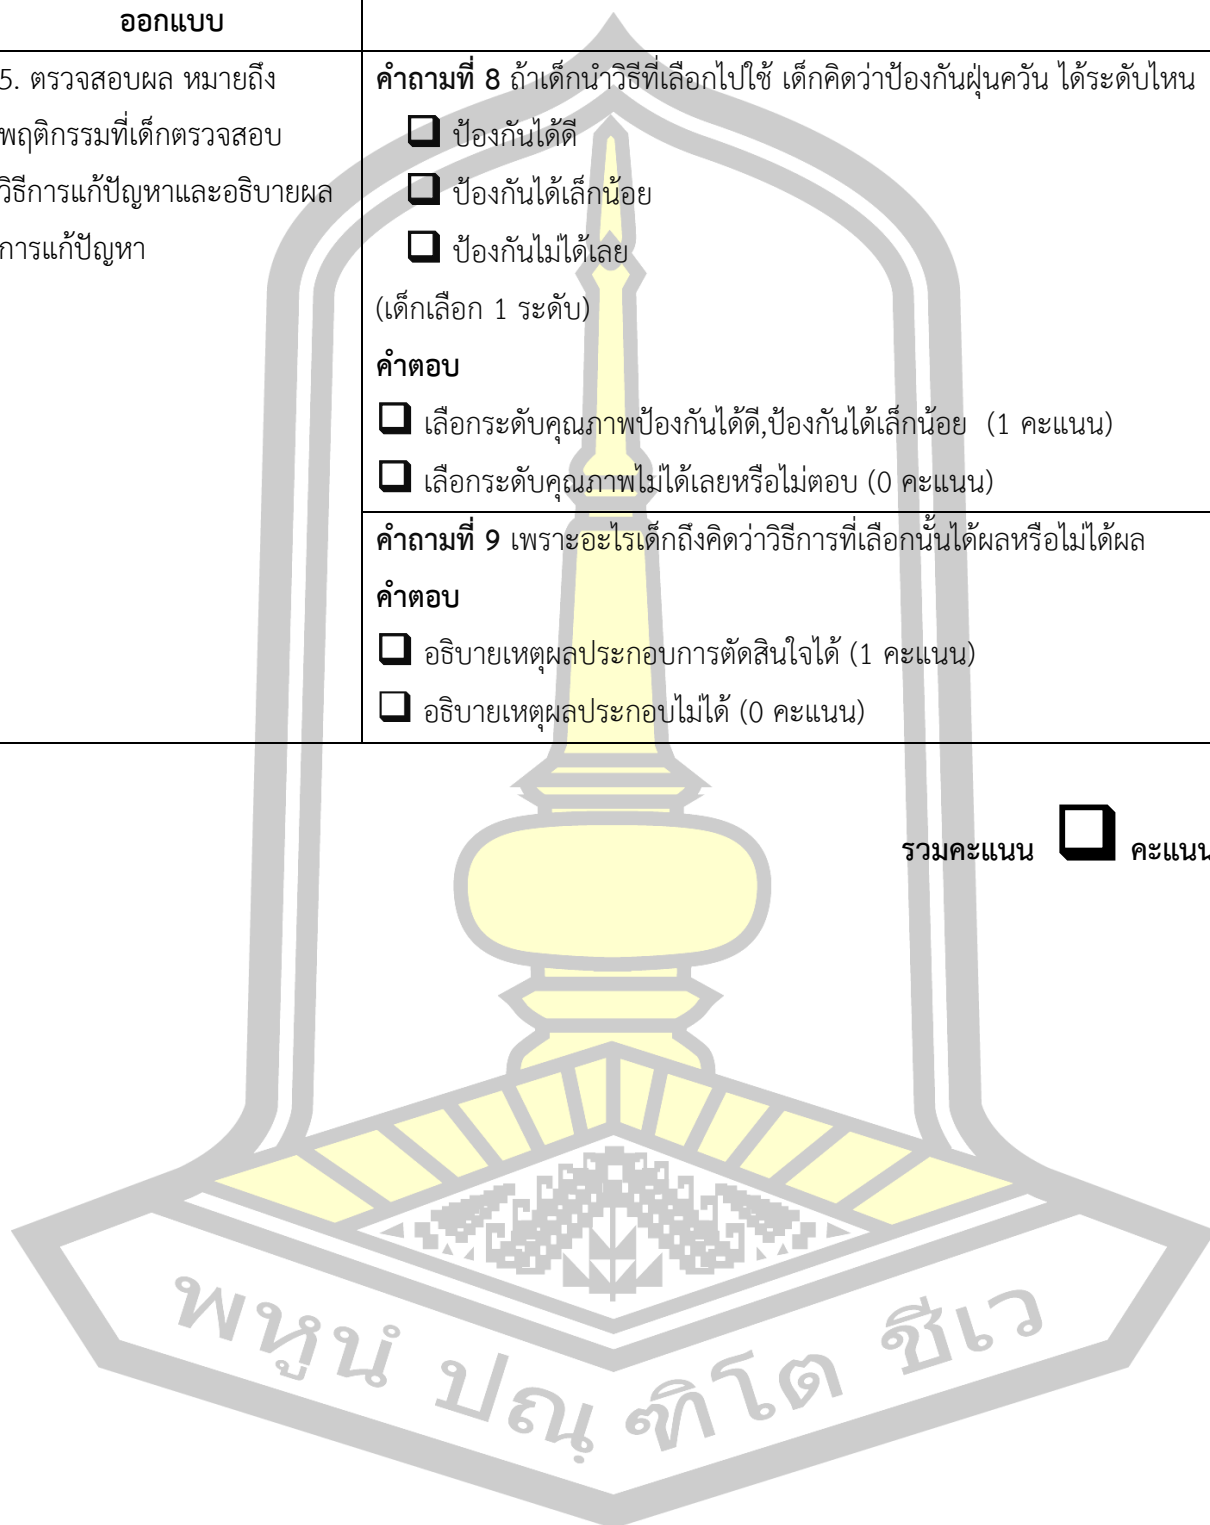 ออกแบบ
5. ตรวจสอบผล หมายถึง
พฤติกรรมที่เด็กตรวจสอบ
วิธีการแก้ปัญหาและอธิบายผล
การแก้ปัญหา
คำถามที่ 8 ถ้าเด็กนำวิธีที่เลือกไปใช้ เด็กคิดว่าป้องกันฝุ่นควัน ได้ระดับไหน
❑ ป้องกันได้ดี
❑ ป้องกันได้เล็กน้อย
❑ ป้องกันไม่ได้เลย
(เด็กเลือก 1 ระดับ)
คำตอบ
❑ เลือกระดับคุณภาพป้องกันได้ดี,ป้องกันได้เล็กน้อย (1 คะแนน)
❑ เลือกระดับคุณภาพไม่ได้เลยหรือไม่ตอบ (0 คะแนน)
คำถามที่ 9 เพราะอะไรเด็กถึงคิดว่าวิธีการที่เลือกนั้นได้ผลหรือไม่ได้ผล
คำตอบ
❑ อธิบายเหตุผลประกอบการตัดสินใจได้ (1 คะแนน)
❑ อธิบายเหตุผลประกอบไม่ได้ (0 คะแนน)
รวมคะแนน ❑ คะแนน
พหูนํ ปณฺฑิโต ชีเว